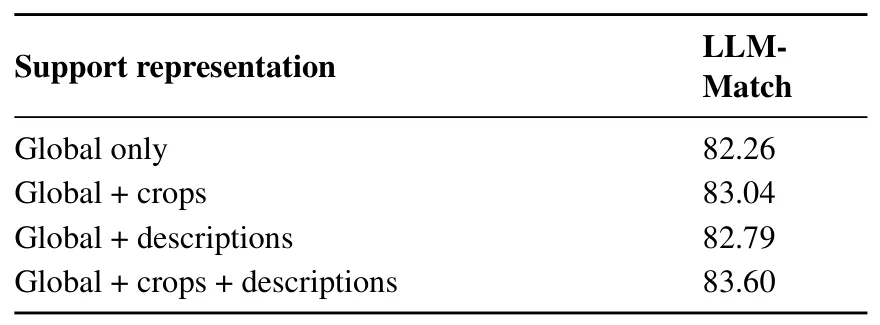 Support representation LLM-
Match
Global only 82.26
Global + crops 83.04
Global + descriptions 82.79
Global + crops + descriptions 83.60